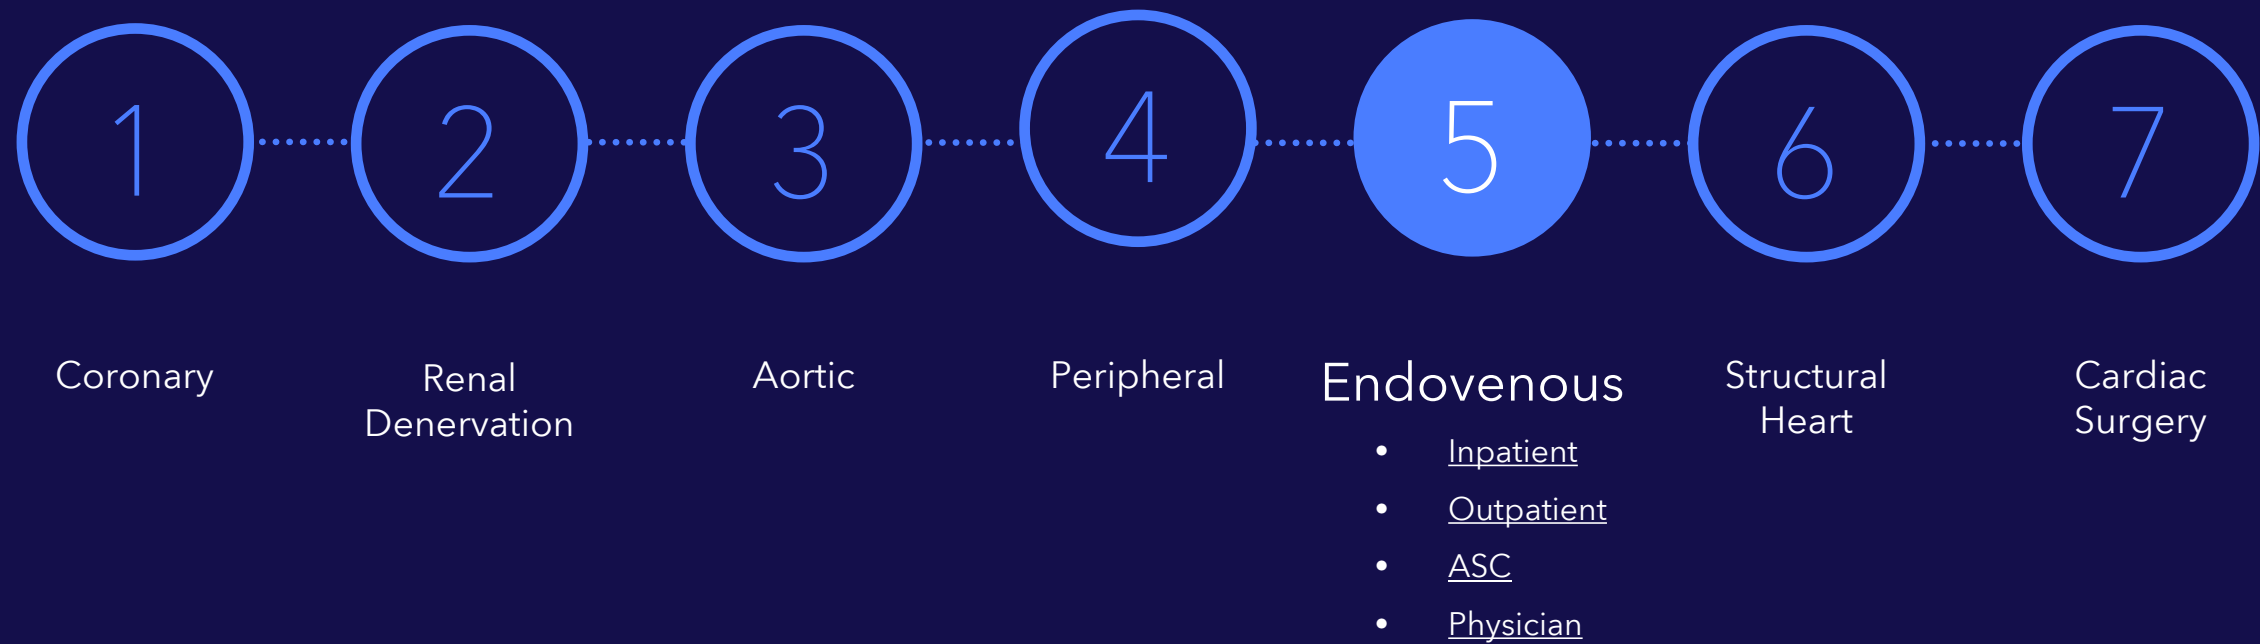 1
2
3
4
5
6
7
Coronary
Renal
Denervation
Aortic
Peripheral
Endovenous
• Inpatient
• Outpatient
• ASC
• Physician
Structural
Heart
Cardiac
Surgery